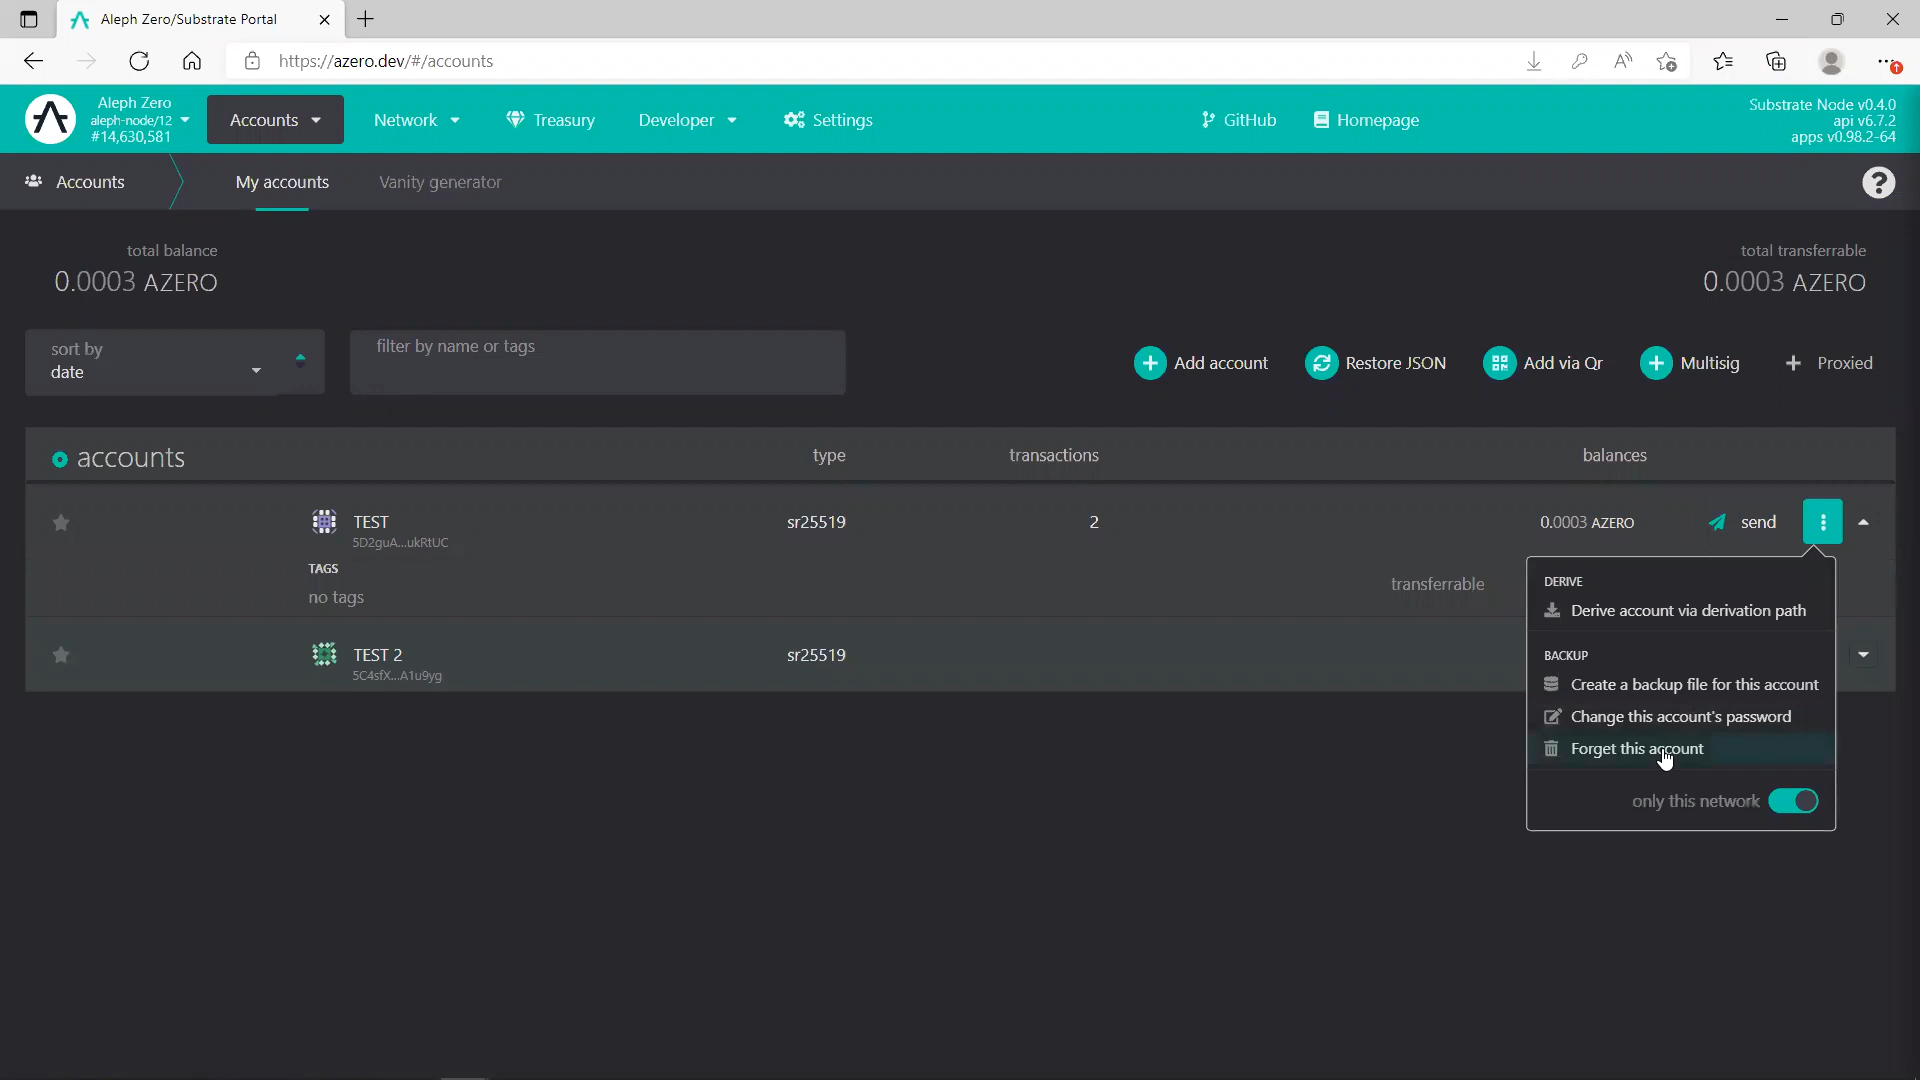 Aleph Zero/Substrate Portal
https://azero.dev/#/accounts
Aleph Zero
aleph-node/12
#14,630,581
Accounts
Network
Treasury
Developer
Settings
GitHub
Homepage
Substrate Node v0.4.0
api v6.7.2
apps v0.98.2-64
Accounts
My accounts
Vanity generator
?
total balance
0.0003 AZERO
total transferrable
0.0003 AZERO
sort by
date
filter by name or tags
Add account
Restore JSON
Add via Qr
Multisig
Proxied
accounts
type
transactions
balances
TEST
5D2guA...ukRtUC
sr25519
2
0.0003 AZERO
send
TAGS
no tags
transferrable
TEST 2
5C4sfX...A1u9yg
sr25519
DERIVE
Derive account via derivation path
BACKUP
Create a backup file for this account
Change this account's password
Forget this account
only this network